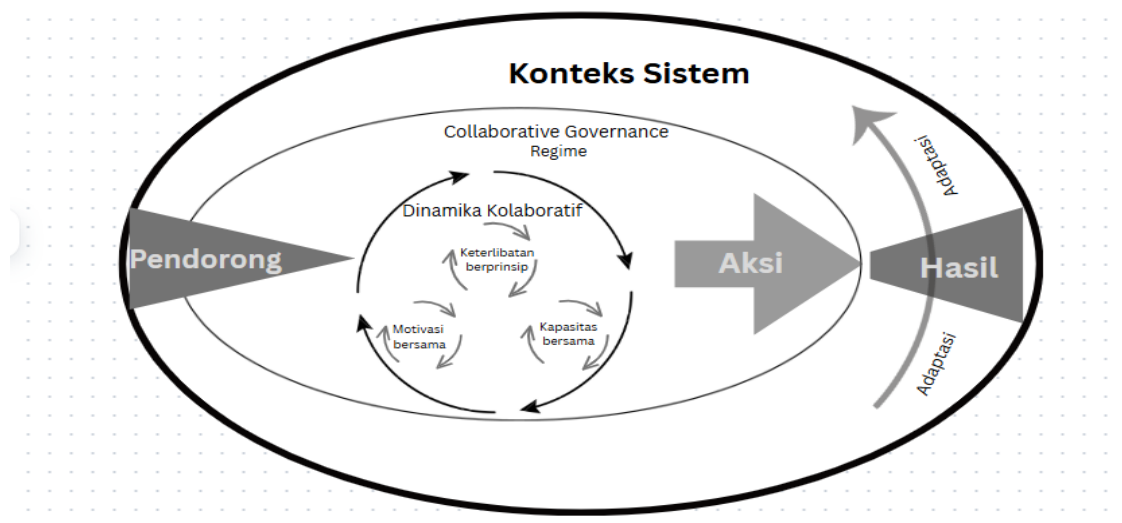 Konteks Sistem
Collaborative Governance
Regime
Dinamika Kolaboratif
Keterlibatan
berprinsip
Motivasi
bersama
Kapasitas
bersama
Pendorong
Aksi
Hasil
Adaptasi
Adaptasi